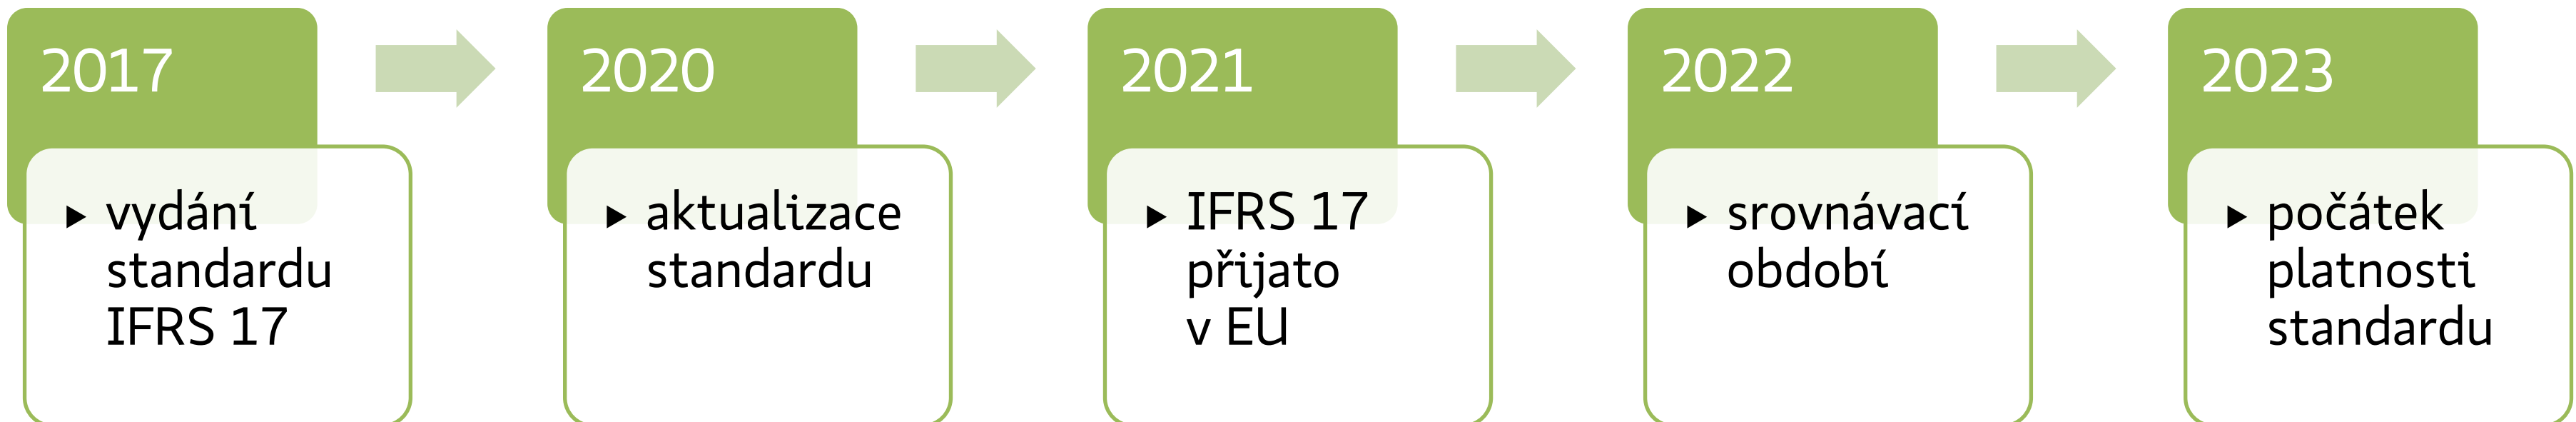 2017
► vydání
standardu
IFRS 17
2020
► aktualizace
standardu
2021
► IFRS 17
přijato
v EU
2022
► srovnávací
období
2023
► počátek
platnosti
standardu